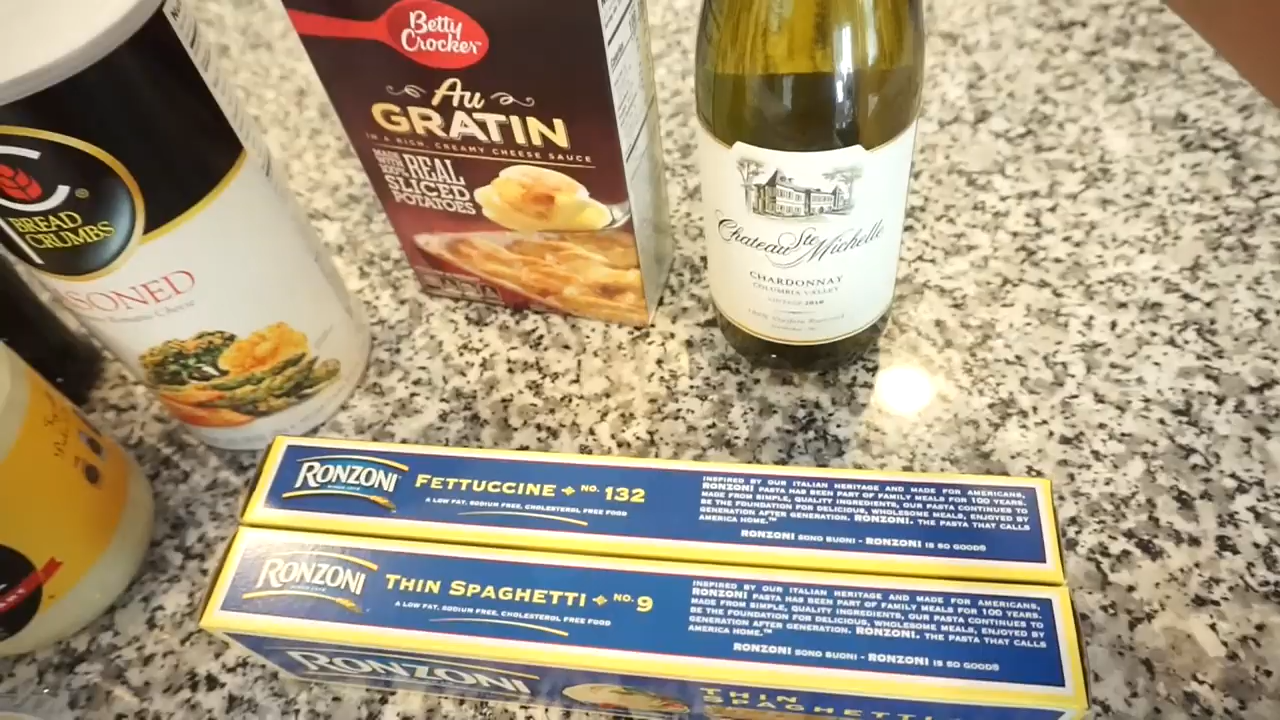 Betty
Crocker
Au
GRATIN
IN A RICH, CREAMY CHEESE SAUCE
MADE
WITH
100%
REAL
SLICED
POTATOES
BREAD
CRUMBS
SONED
Chateau Ste Michelle
CHARDONNAY
COLUMBIA VALLEY
RONZONI
FETTUCCINE NO. 132
A LOW FAT, SODIUM FREE, CHOLESTEROL FREE FOOD
INSPIRED BY OUR ITALIAN HERITAGE AND MADE FOR AMERICANS,
RONZONI PASTA HAS BEEN PART OF FAMILY MEALS FOR 100 YEARS.
MADE FROM SIMPLE, QUALITY INGREDIENTS, OUR PASTA CONTINUES TO
BE THE FOUNDATION FOR DELICIOUS, WHOLESOME MEALS, ENJOYED BY
GENERATION AFTER GENERATION. RONZONI. THE PASTA THAT CALLS
AMERICA HOME.™
RONZONI SONO BUONI - RONZONI IS SO GOOD®
RONZONI
THIN SPAGHETTI NO. 9
A LOW FAT, SODIUM FREE, CHOLESTEROL FREE FOOD
INSPIRED BY OUR ITALIAN HERITAGE AND MADE FOR AMERICANS,
RONZONI PASTA HAS BEEN PART OF FAMILY MEALS FOR 100 YEARS.
MADE FROM SIMPLE, QUALITY INGREDIENTS, OUR PASTA CONTINUES TO
BE THE FOUNDATION FOR DELICIOUS, WHOLESOME MEALS, ENJOYED BY
GENERATION AFTER GENERATION. RONZONI. THE PASTA THAT CALLS
AMERICA HOME.™
RONZONI SONO BUONI - RONZONI IS SO GOOD®
RONZONI
THIN
SPAGHETTI